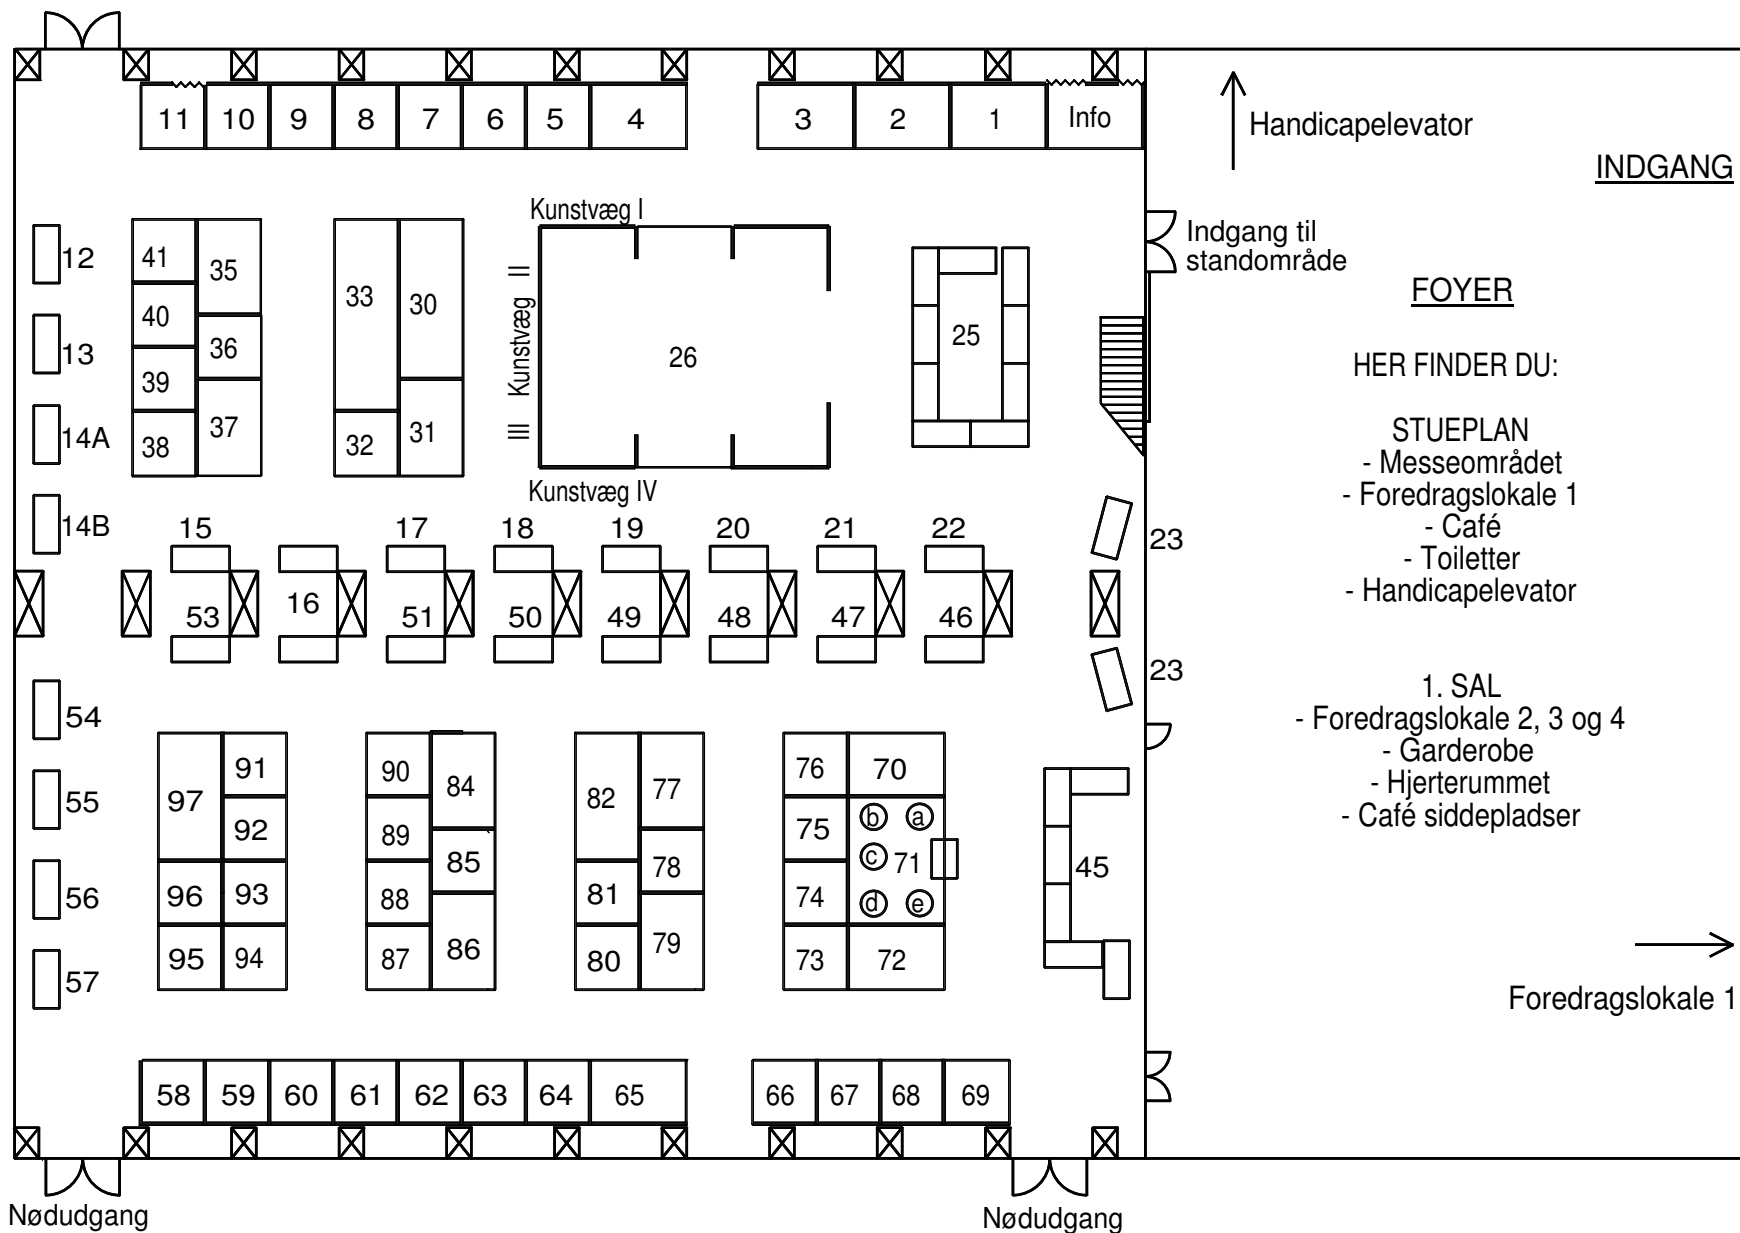 11 10 9 8 7 6 5 4 3 2 1 Info
Handicapelevator
INDGANG
Kunstvæg I
Indgang til
standområde
12
41
35
33
30
II
Kunstvæg
III
26
25
FOYER
13
40
36
39
HER FINDER DU:
14A
38
37
32
31
STUEPLAN
- Messeområdet
- Foredragslokale 1
- Café
- Toiletter
- Handicapelevator
Kunstvæg IV
14B
15 17 18 19 20 21 22
23
53 16 51 50 49 48 47 46
23
1. SAL
- Foredragslokale 2, 3 og 4
- Garderobe
- Hjerterummet
- Café siddepladser
54
55
56
57
97 91
92
96 93
95 94
90 84
89
85
88
87 86
82 77
78
81
80 79
76 70
75 b a
c 71
74 d e
73 72
45
Foredragslokale 1
58 59 60 61 62 63 64 65 66 67 68 69
Nødudgang
Nødudgang